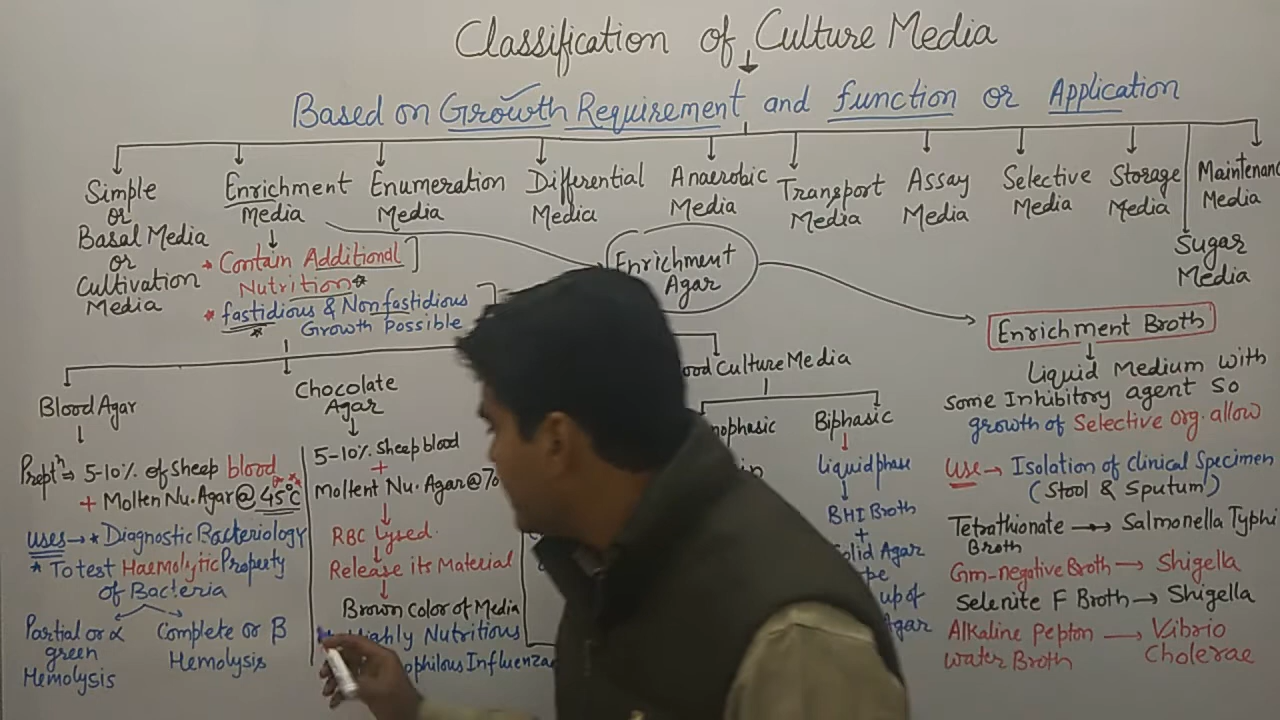 Classification of Culture Media
Based on Growth Requirement and function or Application
Simple
or
Basal Media
or
Cultivation
Media
Enrichment
Media
Enumeration
Media
Differential
Media
Anaerobic
Media
Transport
Media
Assay
Media
Selective
Media
Storage
Media
Maintenanc
Media
Sugar
Media
* Contain Additional
Nutrition *
* fastidious & Nonfastidious
Growth Possible
Enrichment
Agar
Blood Agar
Prepⁿ → 5-10% of Sheep blood
+ Molten Nu. Agar @ 45°C
uses → * Diagnostic Bacteriology
* To test Haemolytic Property
of Bacteria
Partial or α
green
Hemolysis
Complete or β
Hemolysis
Chocolate
Agar
5-10% Sheep blood
+
Moltent Nu. Agar @ 70
RBC Lysed.
Release its Material
Brown Color of Media
Highly Nutritious
ophilous Influenzae
ood Culture Media
nophasic
Biphasic
Liquid phase
BHI Broth
+
olid Agar
pe
up of
Agar
Enrichment Broth
Liquid Medium with
Some Inhibitory agent So
growth of Selective Org. allow
use → Isolation of clinical Specimen
(Stool & Sputum)
Tetrathionate → Salmonella Typhi
Broth
Gm-negative Broth → Shigella
Selenite F Broth → Shigella
Alkaline Pepton → Vibrio
water Broth Cholerae